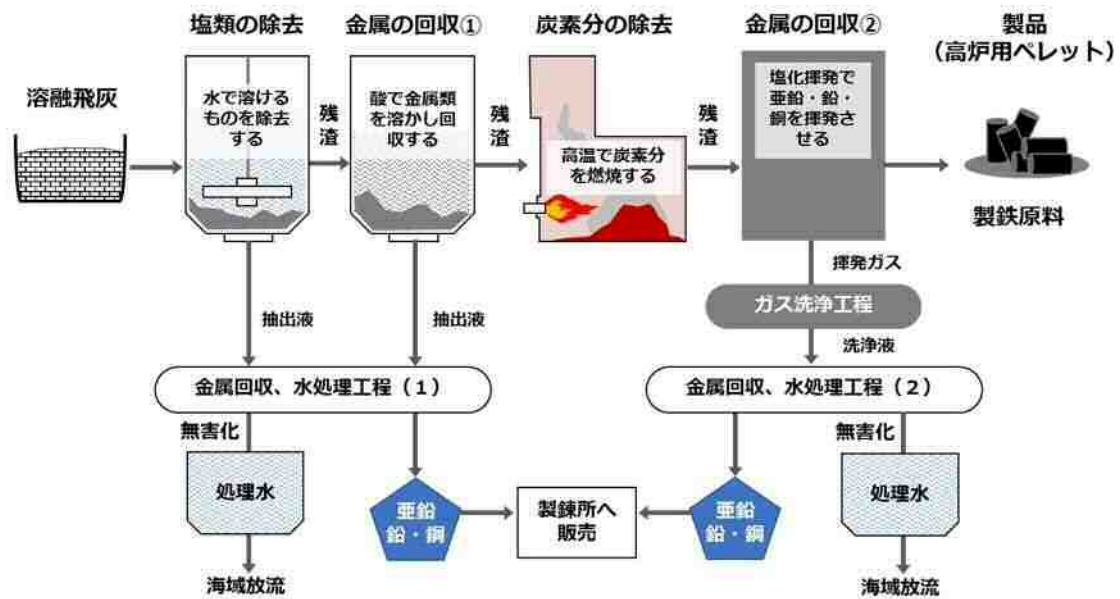 塩類の除去
金属の回収①
炭素分の除去
金属の回収②
製品
（高炉用ペレット）
溶融飛灰
水で溶ける
ものを除去
する
残
渣
酸で金属類
を溶かし回
収する
残
渣
高温で炭素分
を燃焼する
残
渣
塩化揮発で
亜鉛・鉛・
銅を揮発さ
せる
製鉄原料
抽出液
抽出液
揮発ガス
ガス洗浄工程
洗浄液
金属回収、水処理工程（１）
金属回収、水処理工程（２）
無害化
処理水
海域放流
亜鉛
鉛・銅
製錬所へ
販売
亜鉛
鉛・銅
無害化
処理水
海域放流